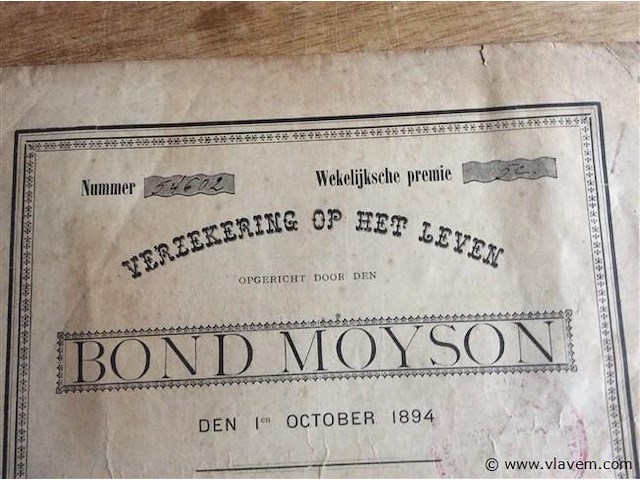 Nummer 54602 Wekelijksche premie 5c.
VERZEKERING OP HET LEVEN
OPGERICHT DOOR DEN
BOND MOYSON
DEN 1en OCTOBER 1894
© www.vlavem.com